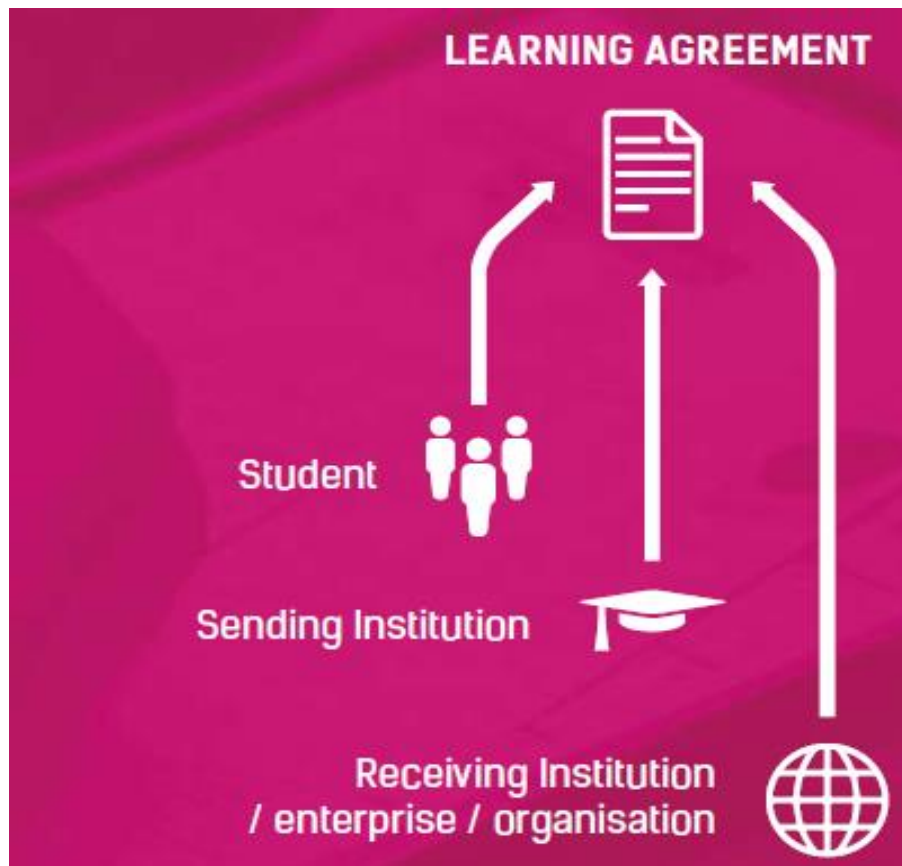 LEARNING AGREEMENT
Student
Sending Institution
Receiving Institution
/ enterprise / organisation